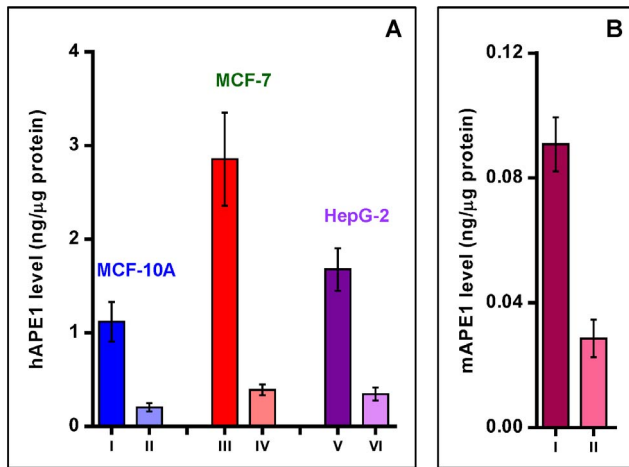 A
hAPE1 level (ng/µg protein)
4
3
2
1
0
MCF-10A
MCF-7
HepG-2
I II III IV V VI
B
mAPE1 level (ng/µg protein)
0.12
0.08
0.04
0.00
I II